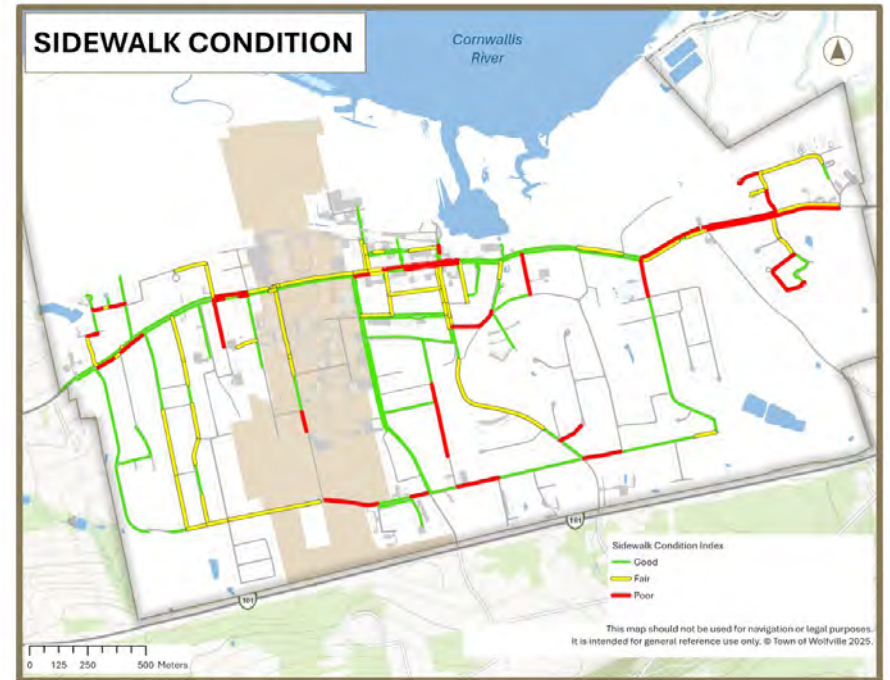 SIDEWALK CONDITION
Cornwallis
River
101
101
Sidewalk Condition Index
Good
Fair
Poor
This map should not be used for navigation or legal purposes.
It is intended for general reference use only. © Town of Wolfville 2025.
0 125 250 500 Meters